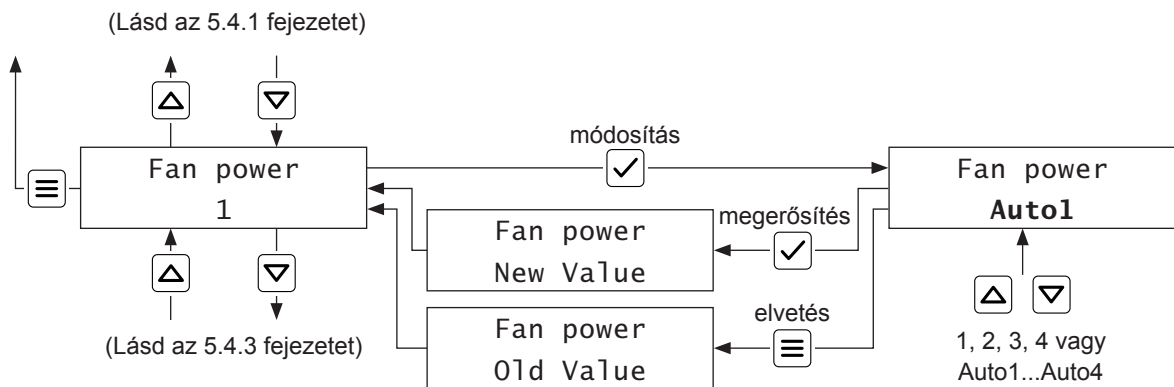 (Lásd az 5.4.1 fejezetet)
módosítás
Fan power
1
Fan power
Auto1
megerősítés
Fan power
New Value
elvetés
Fan power
Old Value
(Lásd az 5.4.3 fejezetet)
1, 2, 3, 4 vagy
Auto1...Auto4